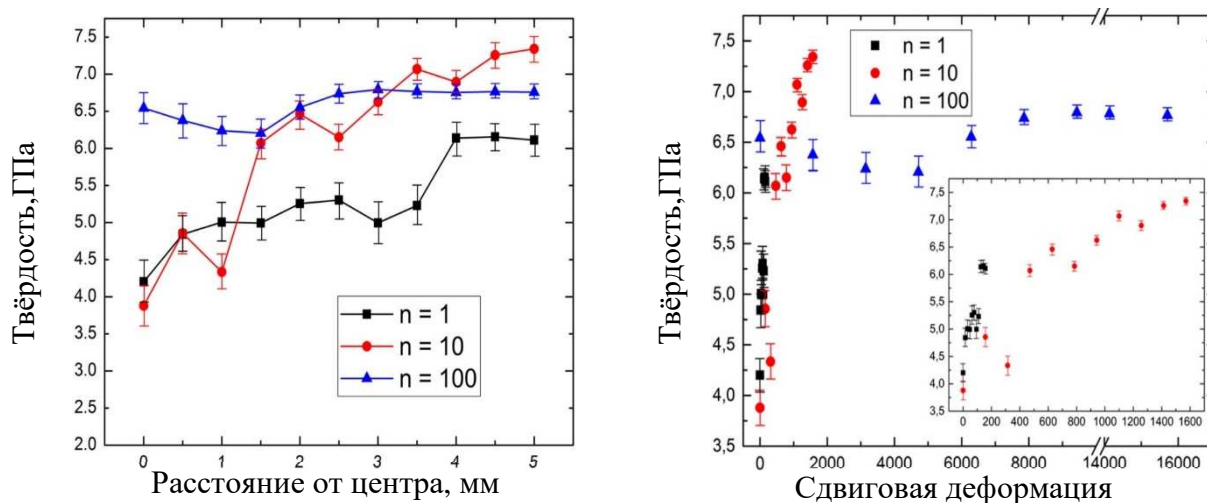 Твёрдость,ГПа
7.5
7.0
6.5
6.0
5.5
5.0
4.5
4.0
3.5
3.0
2.5
2.0
n = 1
n = 10
n = 100
0 1 2 3 4 5
Расстояние от центра, мм
Твёрдость,ГПа
7,5
7,0
6,5
6,0
5,5
5,0
4,5
4,0
3,5
n = 1
n = 10
n = 100
7,5
7,0
6,5
6,0
5,5
5,0
4,5
4,0
3,5
0 200 400 600 800 1000 1200 1400 1600
0 2000 4000 6000 8000 14000 16000
Сдвиговая деформация